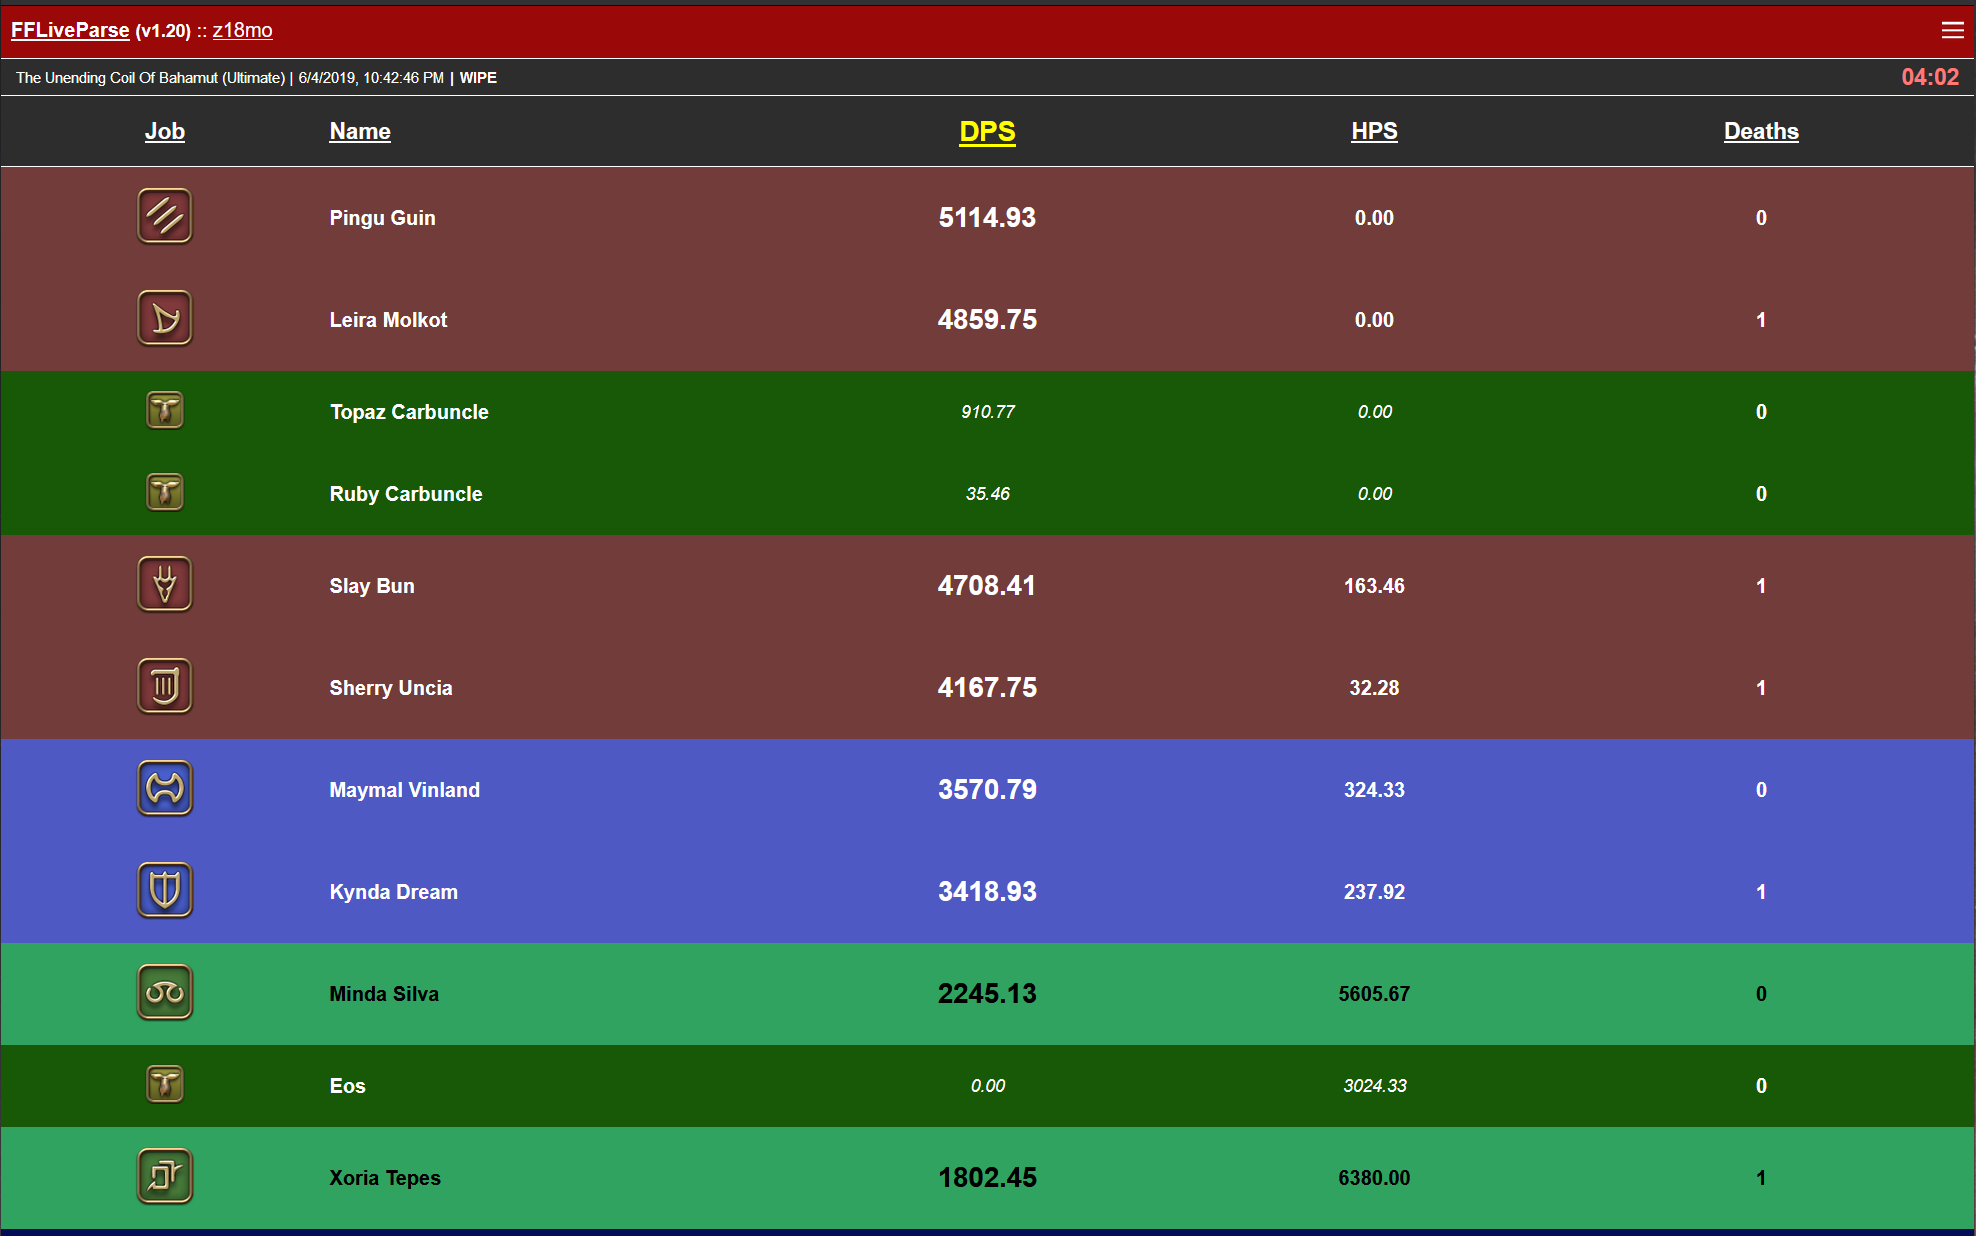 FFLiveParse (v1.20) :: z18mo
The Unending Coil Of Bahamut (Ultimate) | 6/4/2019, 10:42:46 PM | WIPE 04:02
Job Name DPS HPS Deaths
Pingu Guin 5114.93 0.00 0
Leira Molkot 4859.75 0.00 1
Topaz Carbuncle 910.77 0.00 0
Ruby Carbuncle 35.46 0.00 0
Slay Bun 4708.41 163.46 1
Sherry Uncia 4167.75 32.28 1
Maymal Vinland 3570.79 324.33 0
Kynda Dream 3418.93 237.92 1
Minda Silva 2245.13 5605.67 0
Eos 0.00 3024.33 0
Xoria Tepes 1802.45 6380.00 1